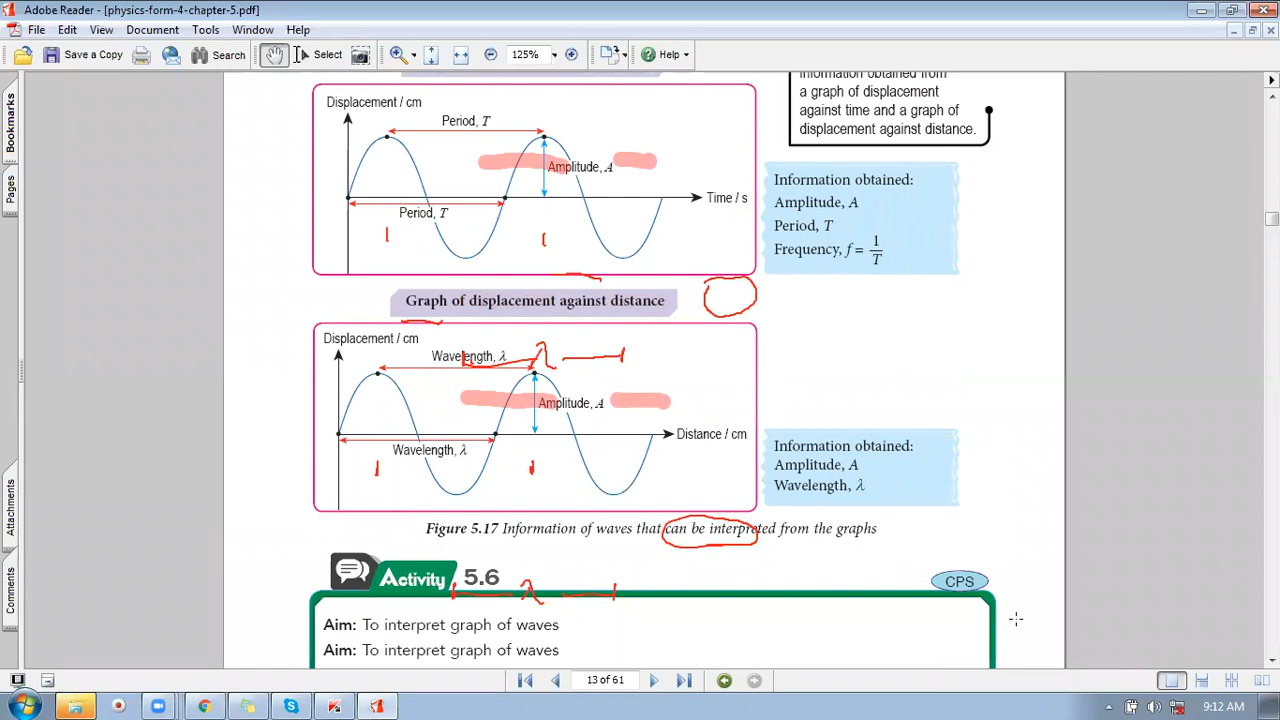 Adobe Reader - [physics-form-4-chapter-5.pdf]
File Edit View Document Tools Window Help
Save a Copy Search Select 125% Help
Bookmarks
Pages
Attachments
Comments
Information obtained from
a graph of displacement
against time and a graph of
displacement against distance.
Displacement / cm
Period, T
Amplitude, A
Time / s
Period, T
Information obtained:
Amplitude, A
Period, T
Frequency, f = 1/T
Graph of displacement against distance
Displacement / cm
Wavelength, λ
λ
Amplitude, A
Distance / cm
Wavelength, λ
Information obtained:
Amplitude, A
Wavelength, λ
Figure 5.17 Information of waves that can be interpreted from the graphs
Activity 5.6
CPS
λ
Aim: To interpret graph of waves
Aim: To interpret graph of waves
13 of 61
9:12 AM